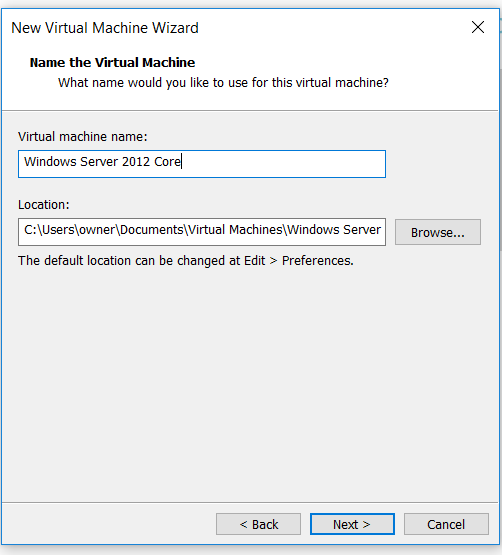 New Virtual Machine Wizard
Name the Virtual Machine
What name would you like to use for this virtual machine?
Virtual machine name:
Windows Server 2012 Core
Location:
C:\Users\owner\Documents\Virtual Machines\Windows Server
Browse...
The default location can be changed at Edit > Preferences.
< Back
Next >
Cancel